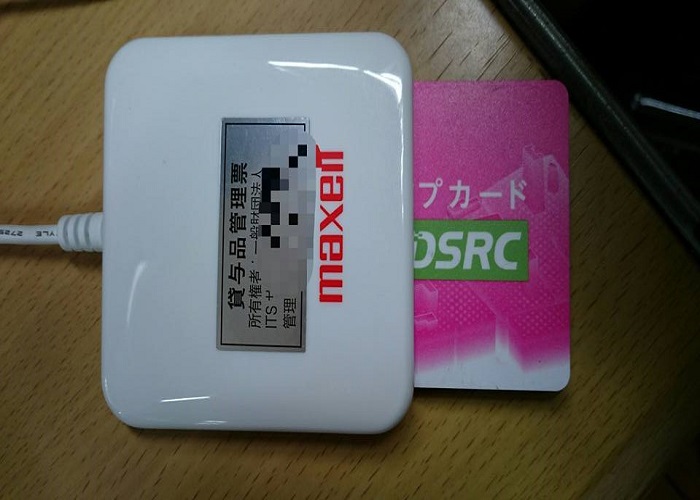 貸与品管理票
所有権者・一般財団法人
ITS サ
管理
maxell
プカード
DSRC